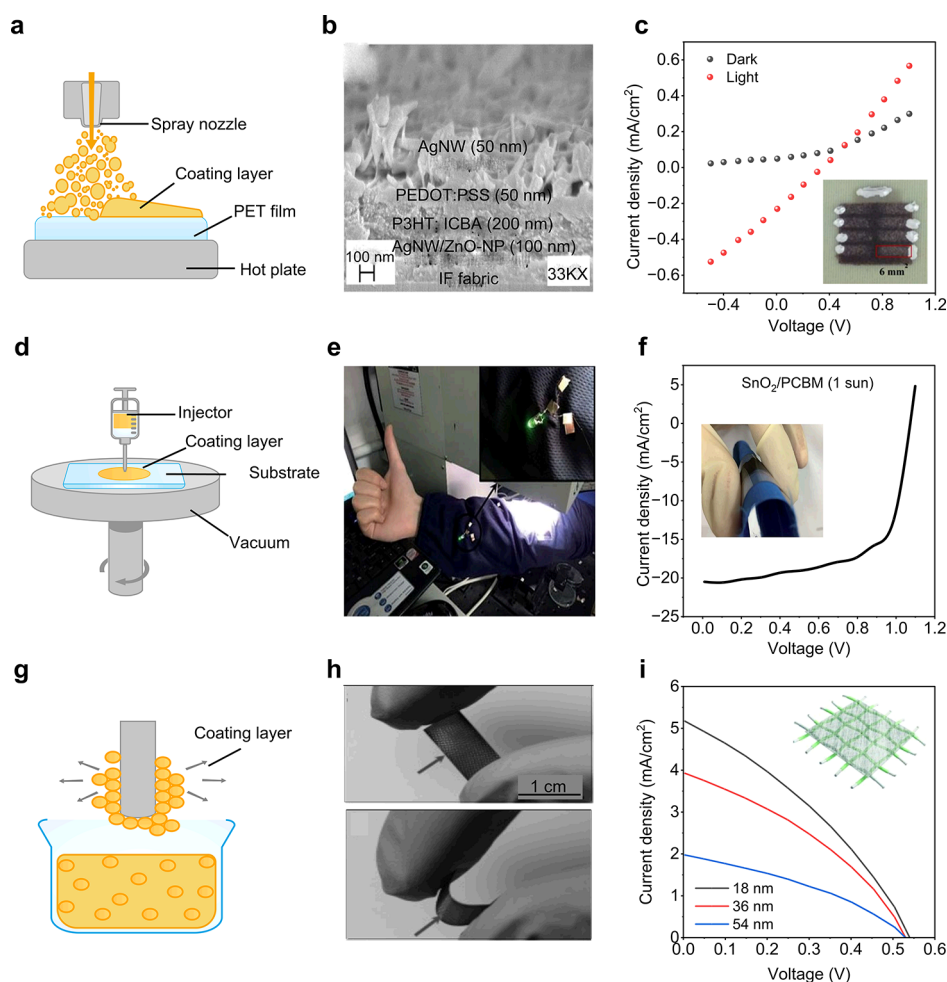 a
Spray nozzle
Coating layer
PET film
Hot plate
b
AgNW (50 nm)
PEDOT:PSS (50 nm)
P3HT: ICBA (200 nm)
AgNW/ZnO-NP (100 nm)
100 nm
IF fabric
33KX
c
Dark
Light
Current density (mA/cm²)
0.6
0.4
0.2
0.0
−0.2
−0.4
−0.6
6 mm²
−0.4
0.0
0.4
0.8
1.2
Voltage (V)
d
Injector
Coating layer
Substrate
Vacuum
e
f
SnO₂/PCBM (1 sun)
Current density (mA/cm²)
5
0
−5
−10
−15
−20
−25
0.0
0.2
0.4
0.6
0.8
1.0
1.2
Voltage (V)
g
Coating layer
h
1 cm
i
Current density (mA/cm²)
6
5
4
3
2
1
0
18 nm
36 nm
54 nm
0.0
0.1
0.2
0.3
0.4
0.5
0.6
Voltage (V)